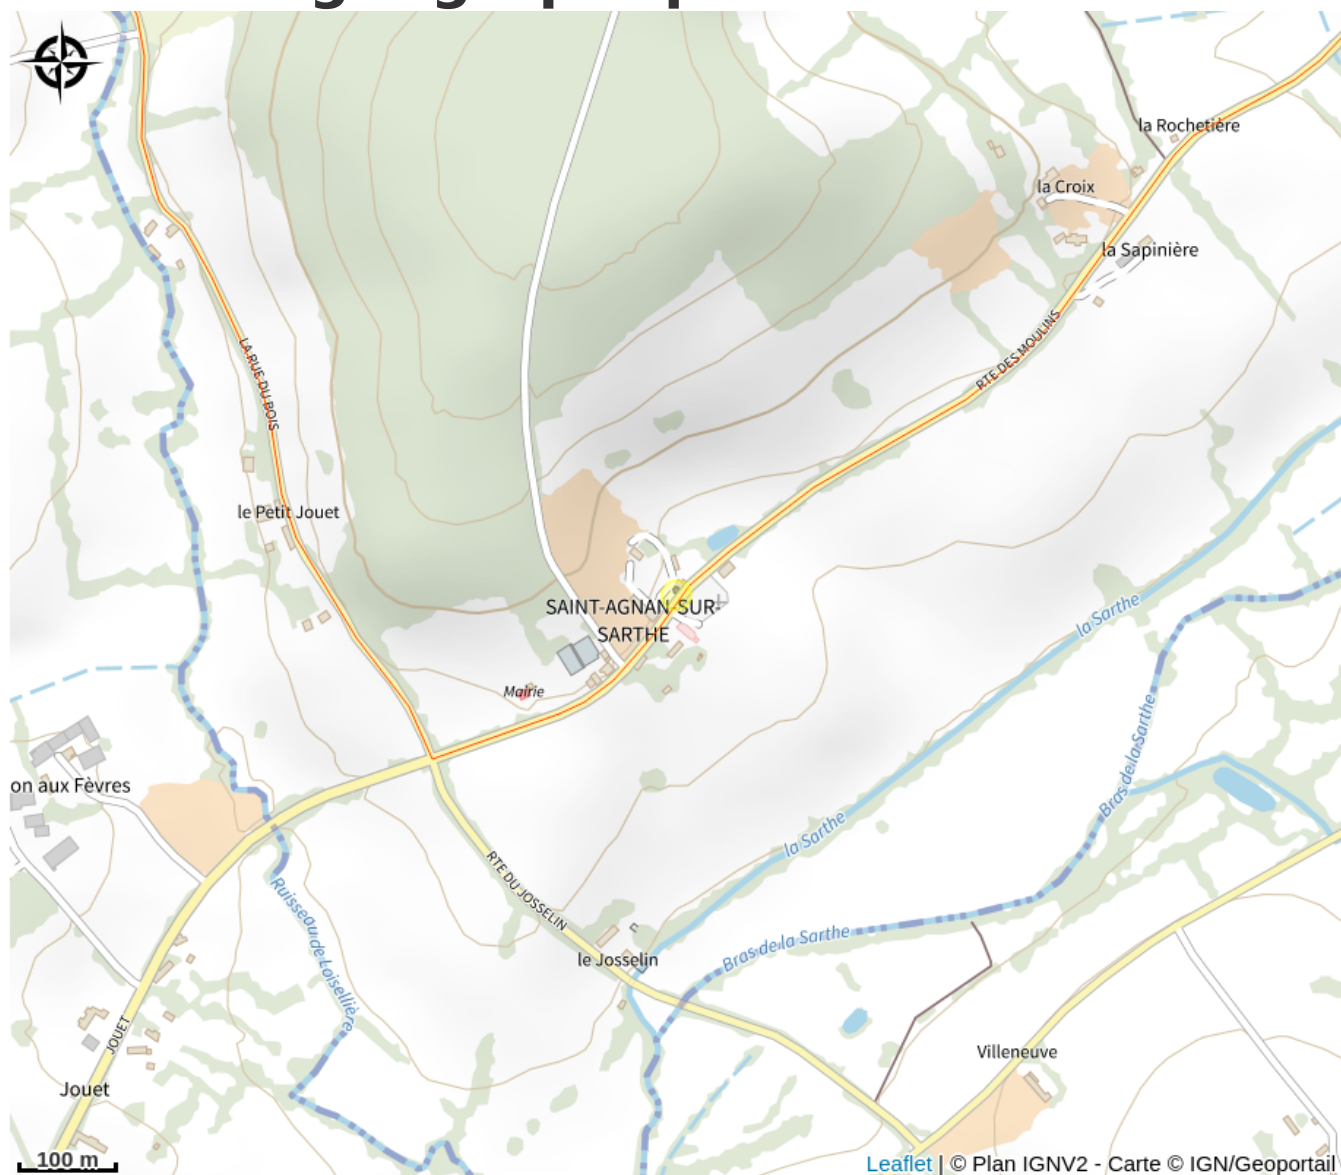 la Rochetière
la Croix
la Sapinière
RTE DES MOULINS
LA RUE DU BOIS
le Petit Jouet
SAINT-AGNAN-SUR-
SARTHE
la Sarthe
Mairie
Bras de la Sarthe
on aux Fèvres
la Sarthe
RTE DU JOSSELIN
Ruisseau de Loisellière
Bras de la Sarthe
le Josselin
JOUET
Villeneuve
Jouet
100 m
Leaflet | © Plan IGNV2 - Carte © IGN/Geoportail